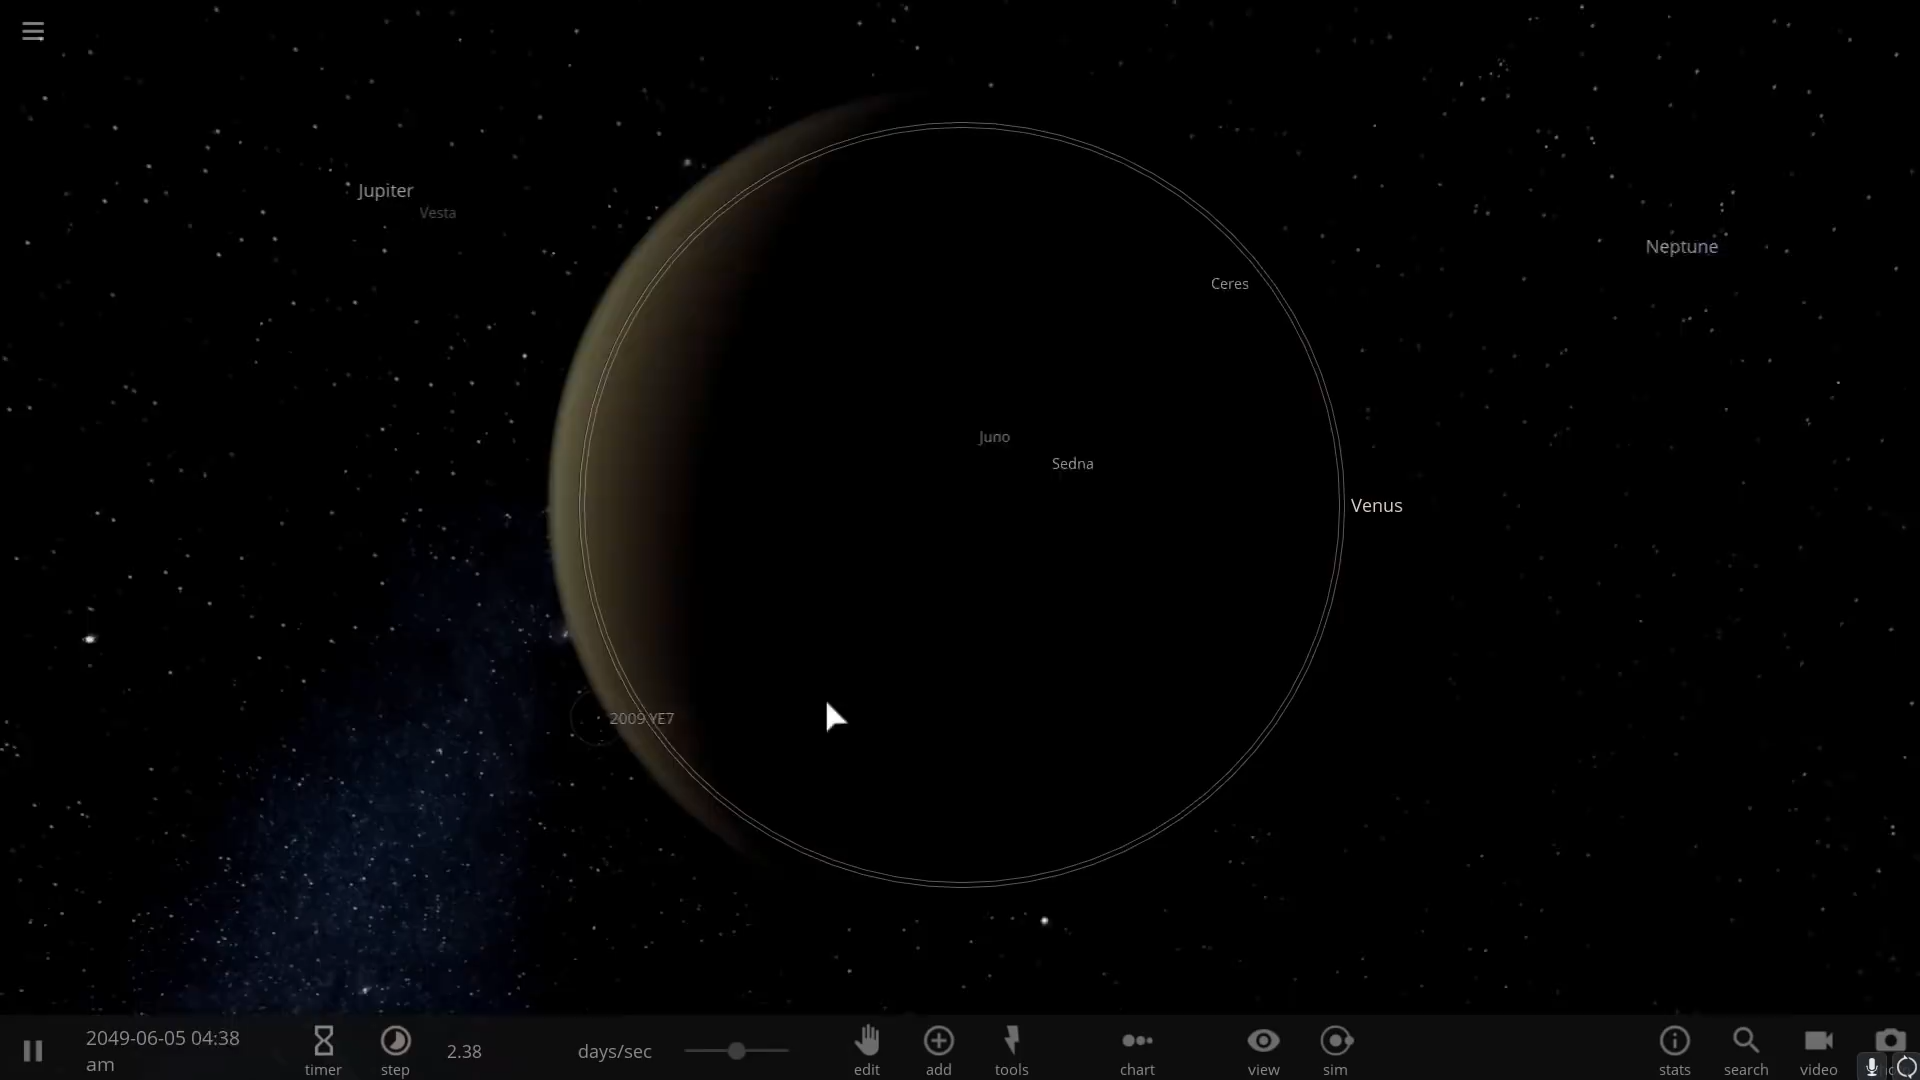 Jupiter
Vesta
Neptune
Ceres
Juno
Sedna
Venus
2009 YE7
2049-06-05 04:38
am
timer
step
2.38
days/sec
edit
add
tools
chart
view
sim
stats
search
video